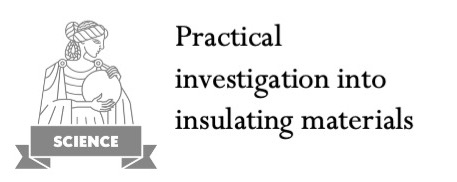 Practical
investigation into
insulating materials
SCIENCE